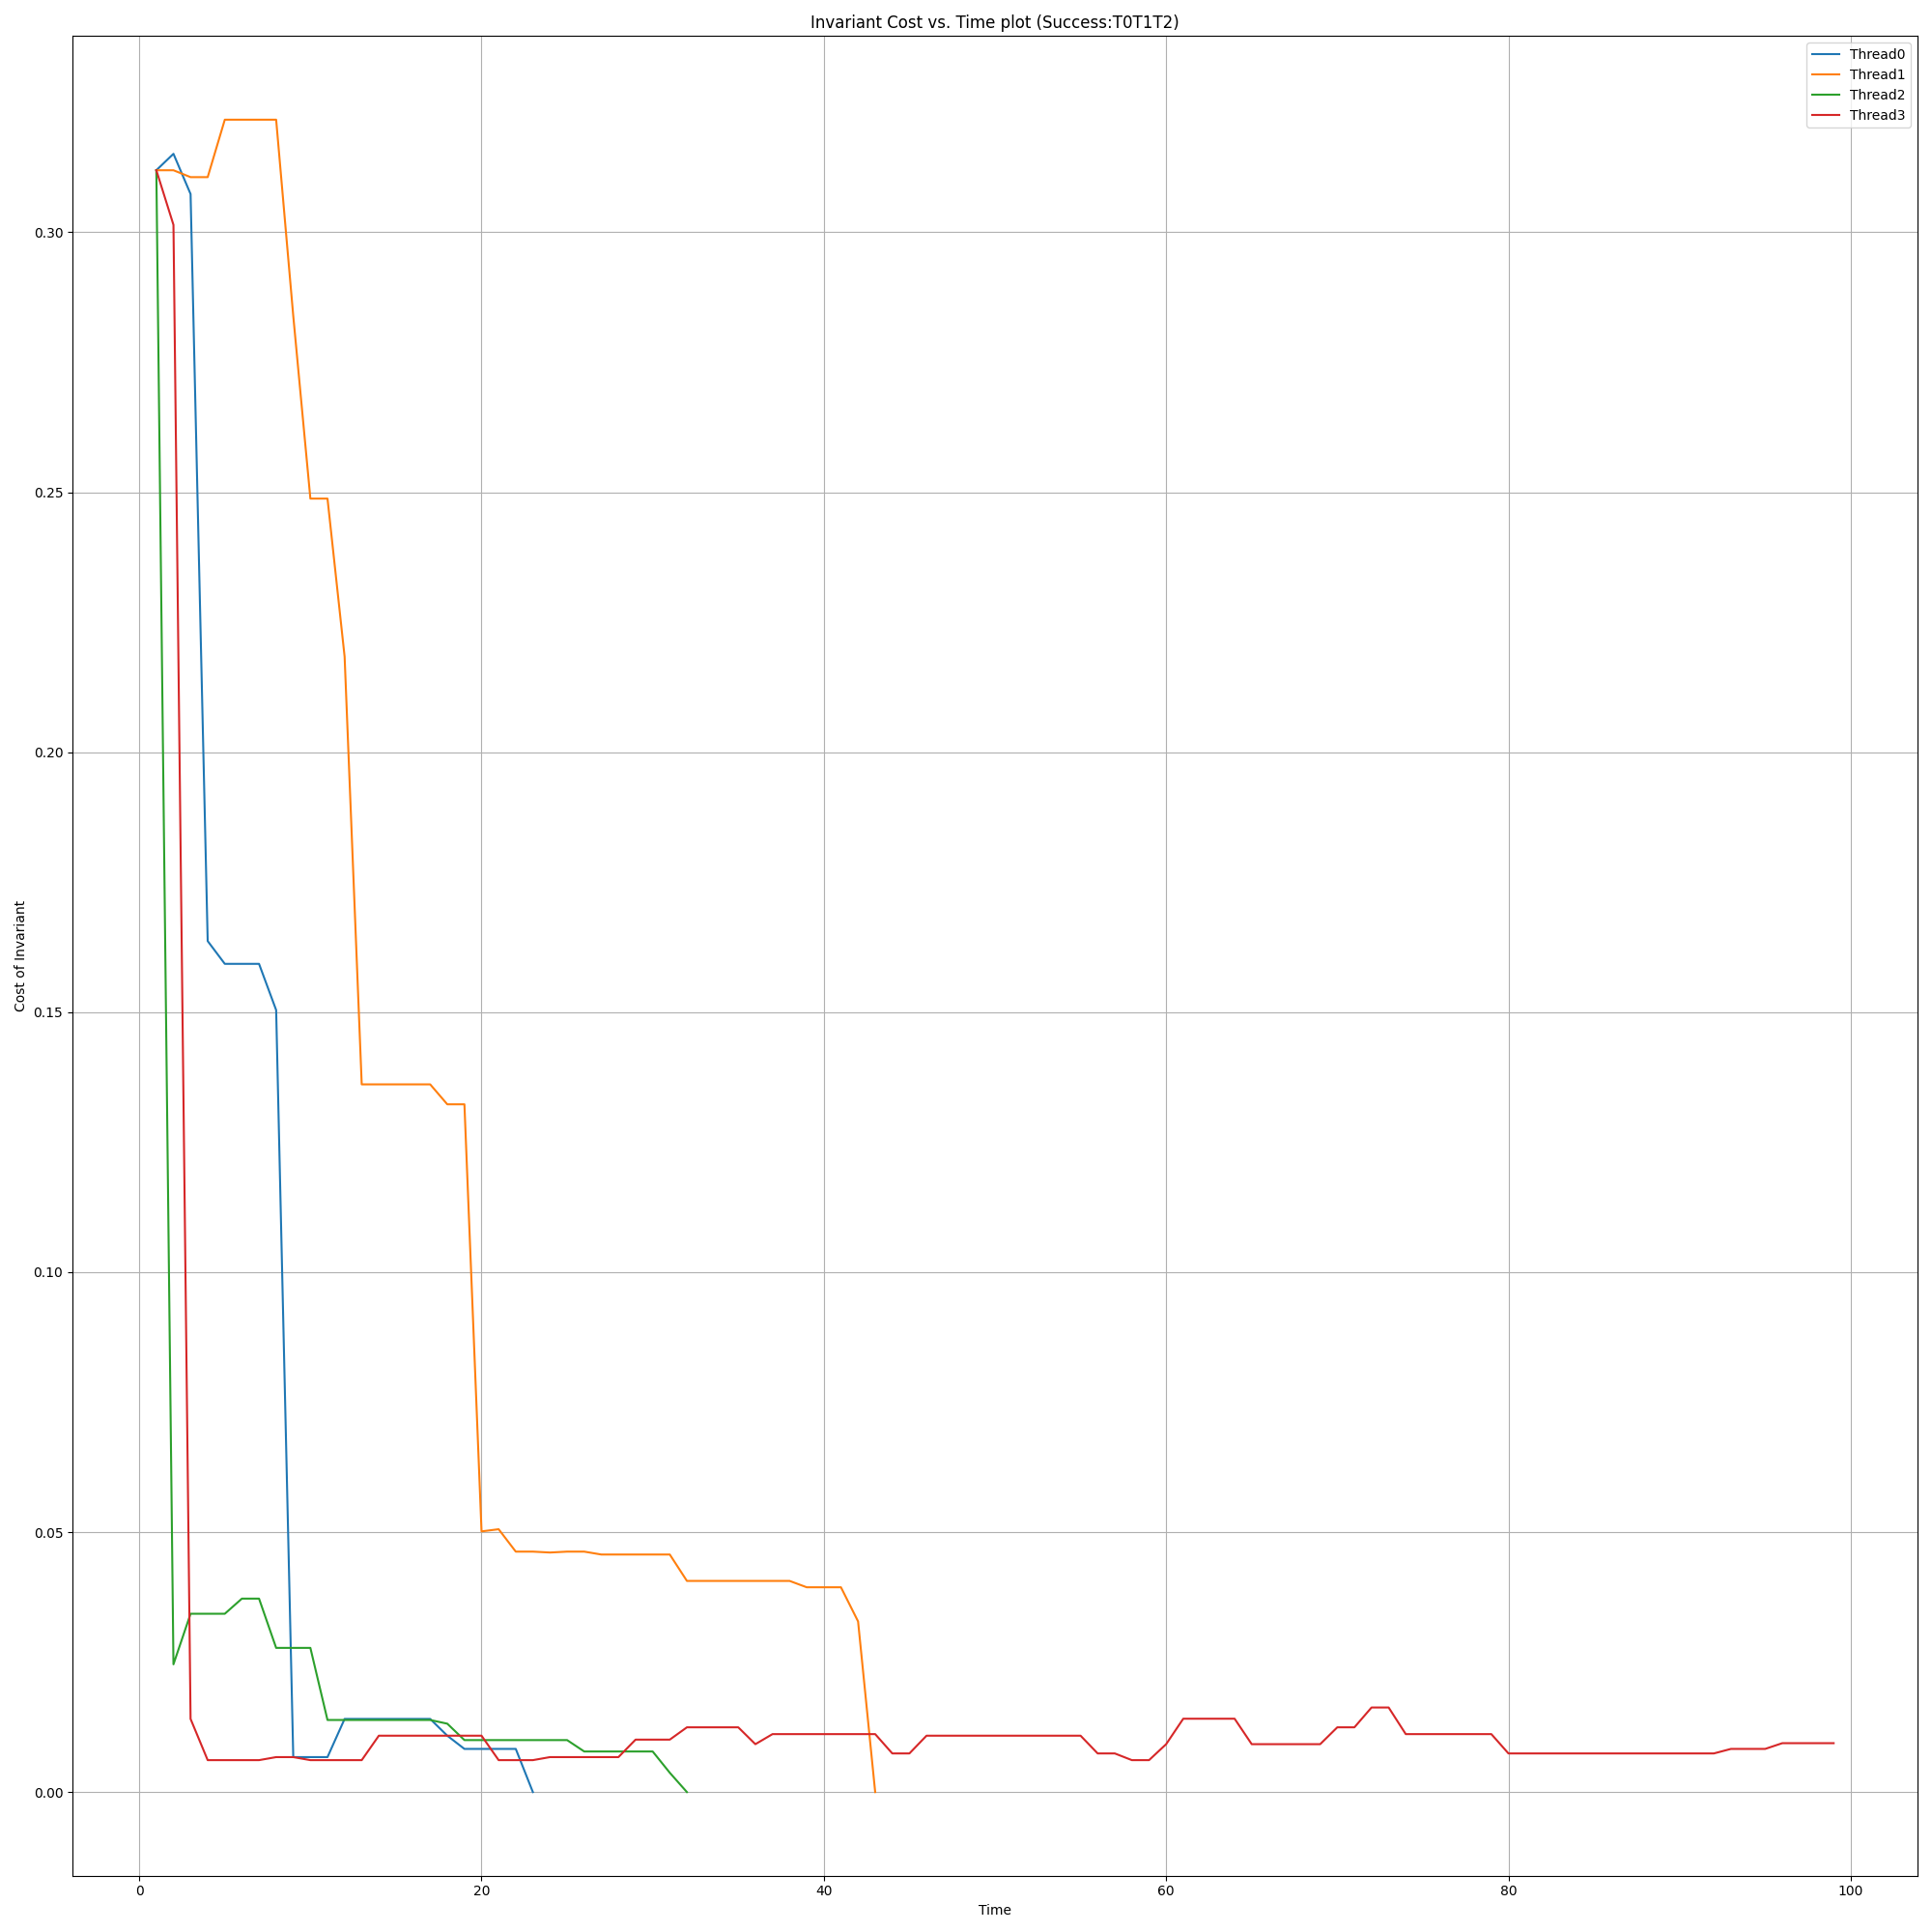 Invariant Cost vs. Time plot (Success:T0T1T2)
Thread0
Thread1
Thread2
Thread3
Cost of Invariant
0.30
0.25
0.20
0.15
0.10
0.05
0.00
0 20 40 60 80 100
Time